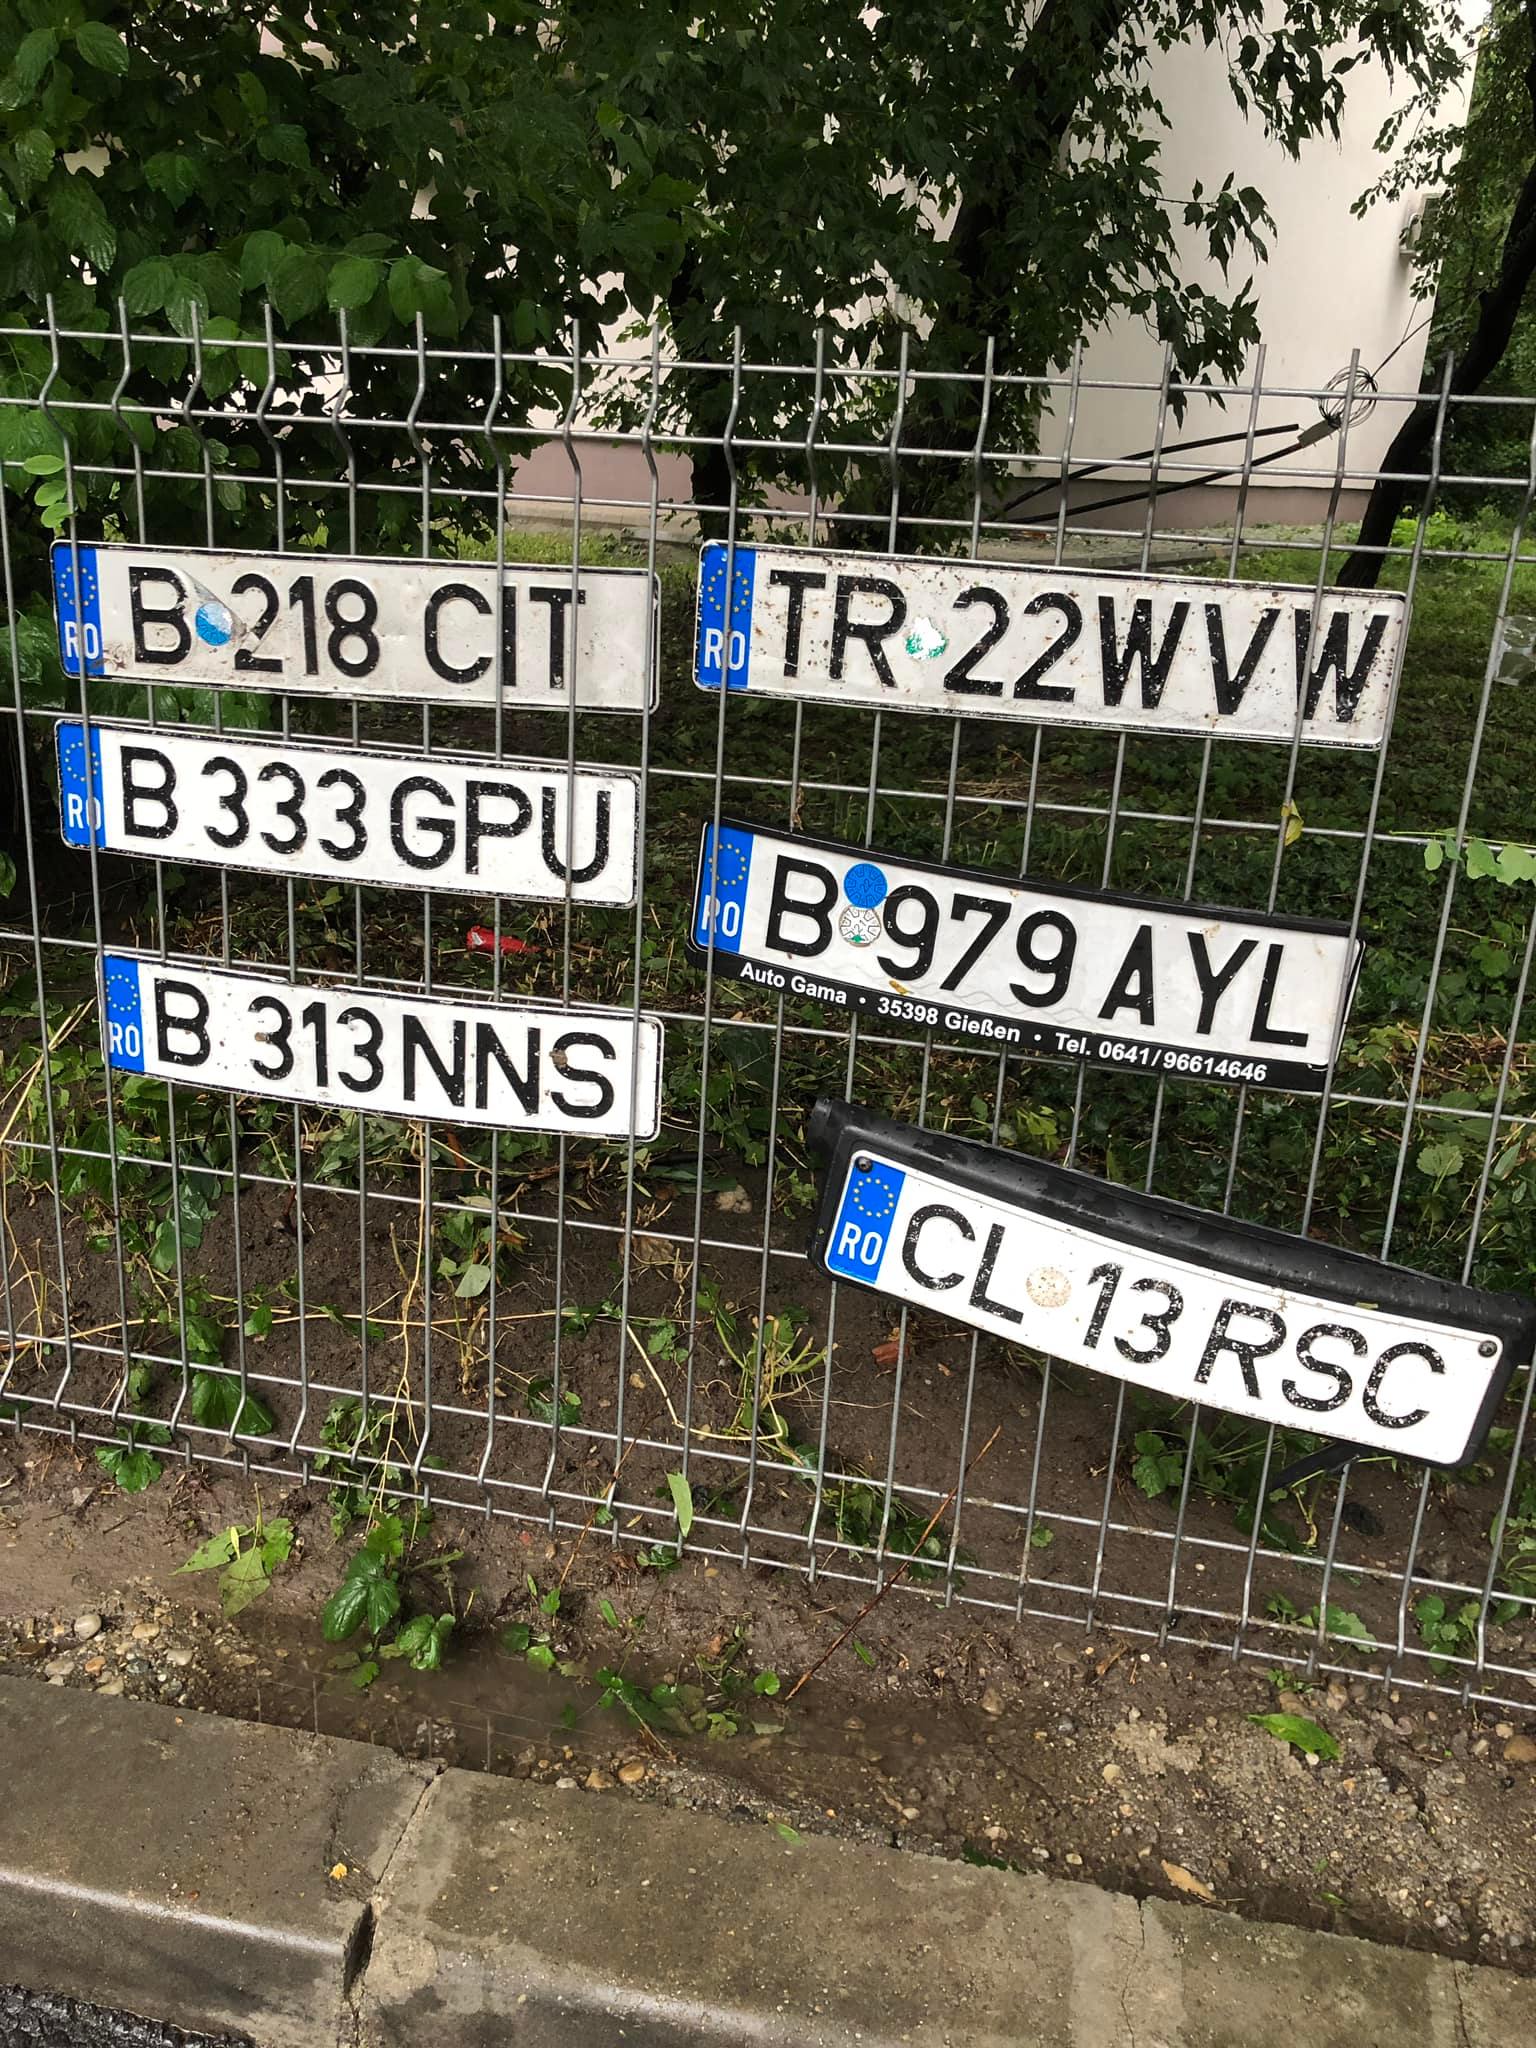 RO B 218 CIT
RO TR 22 WVW
RO B 333 GPU
RO B 979 AYL
Auto Gama • 35398 Gießen • Tel. 0641/96614646
RO B 313 NNS
RO CL 13 RSC